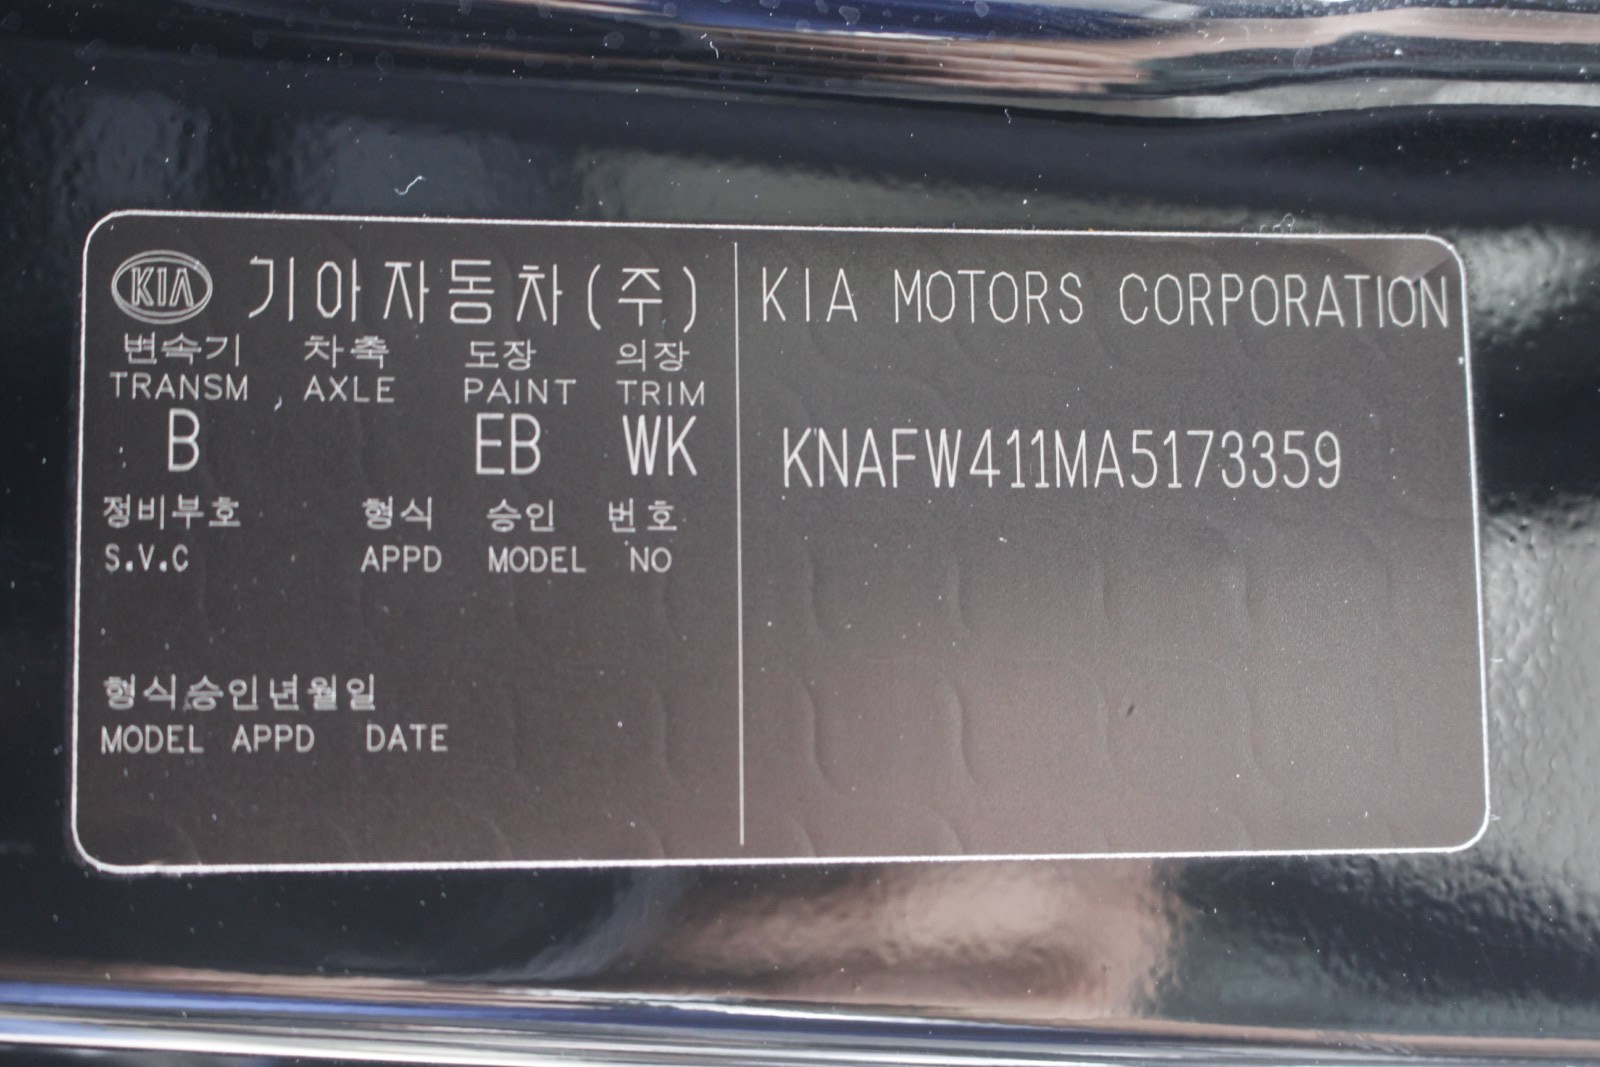 KIA 기아자동차(주)
변속기 차축 도장 의장
TRANSM AXLE PAINT TRIM
B EB WK
정비부호 형식 승인 번호
S.V.C APPD MODEL NO
형식승인년월일
MODEL APPD DATE
KIA MOTORS CORPORATION
KNAFW411MA5173359